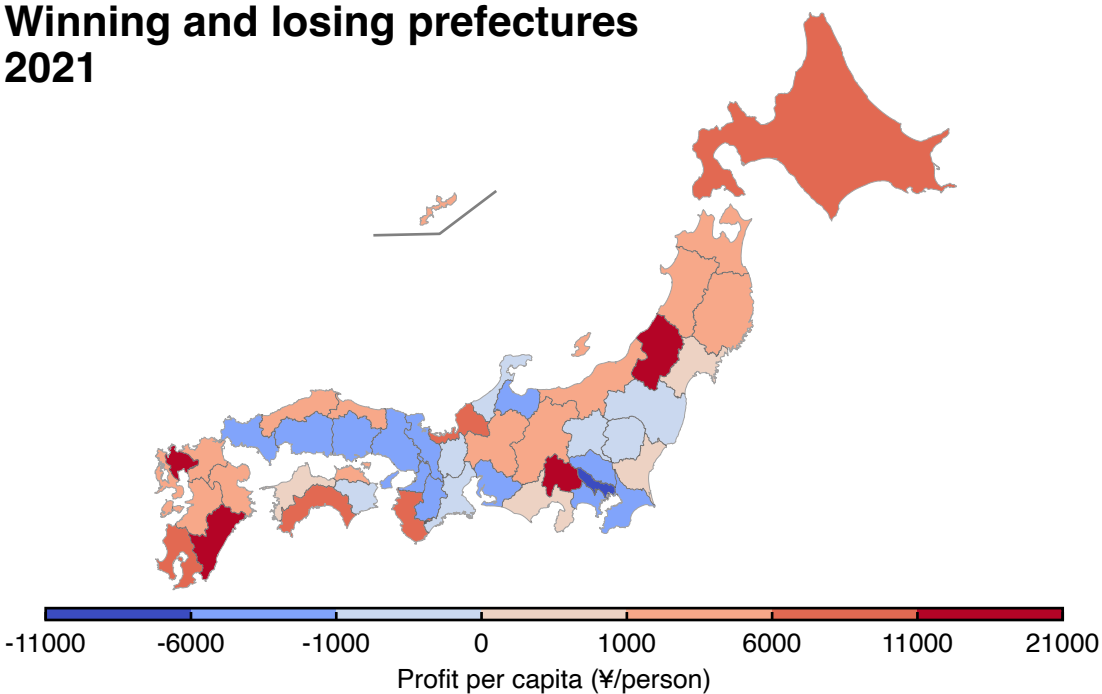 Winning and losing prefectures
2021
-11000 -6000 -1000 0 1000 6000 11000 21000
Profit per capita (¥/person)